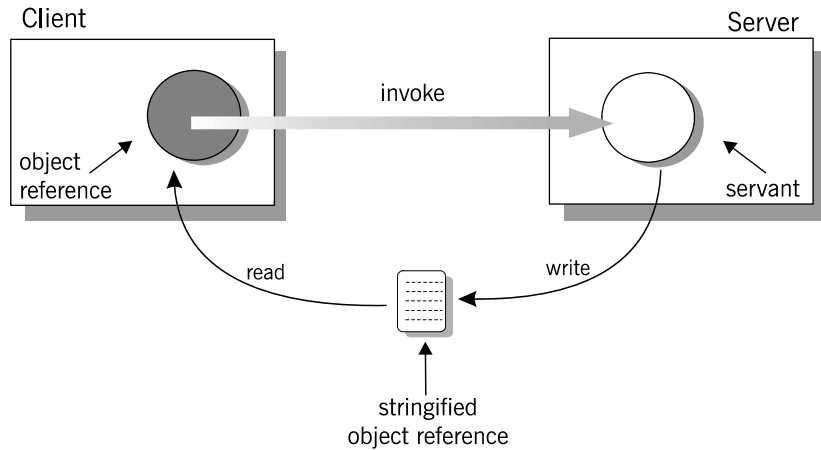 Client
Server
invoke
object
reference
servant
read
write
stringified
object reference